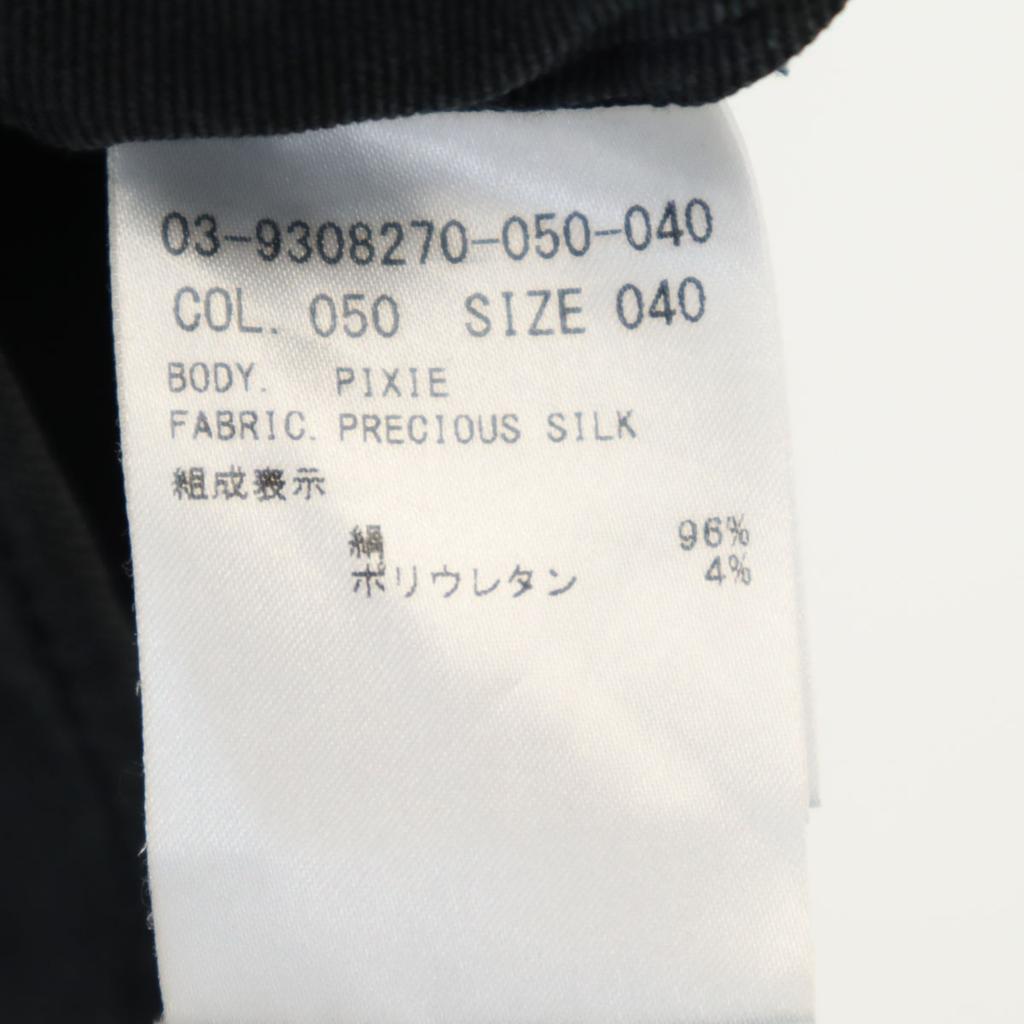 03-9308270-050-040
COL. 050 SIZE 040
BODY. PIXIE
FABRIC. PRECIOUS SILK
組成表示
絹 96%
ポリウレタン 4%